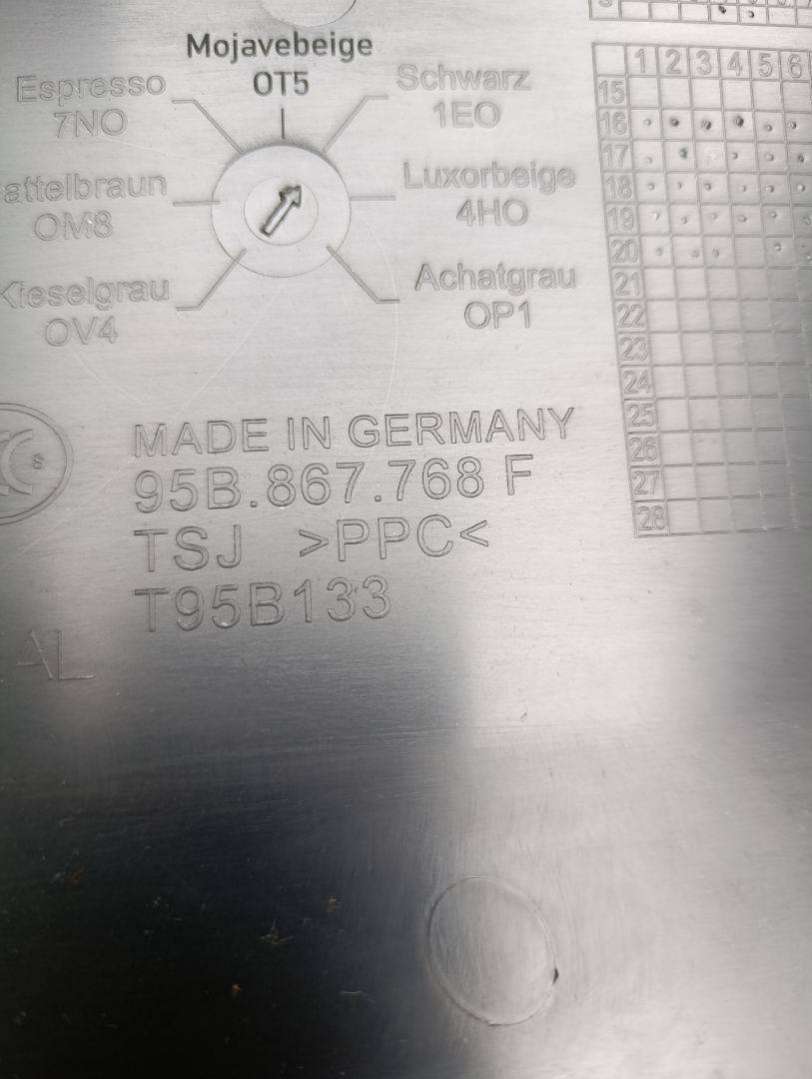 Mojavebeige
OT5
Espresso
7NO
Schwarz
1EO
attelbraun
OM8
Luxorbeige
4HO
Kieselgrau
OV4
Achatgrau
OP1
1 2 3 4 5 6
15
16
17
18
19
20
21
22
23
24
25
26
27
28
MADE IN GERMANY
95B.867.768 F
TSJ >PPC<
T95B133
AL